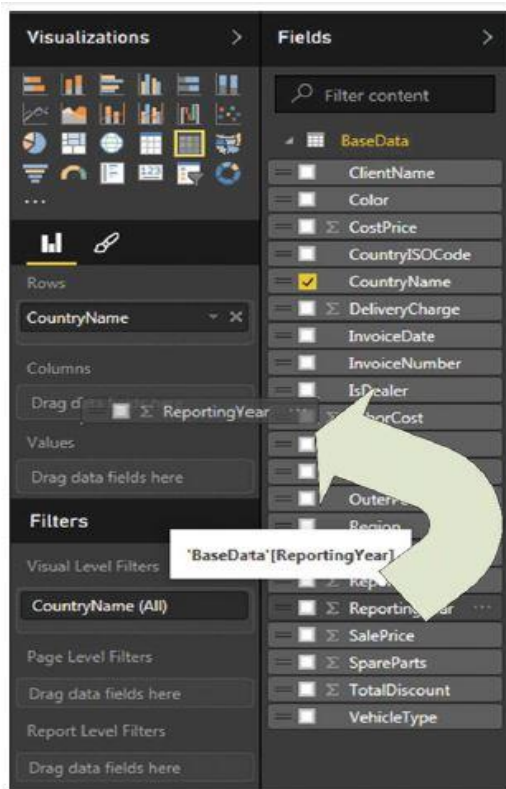 Visualizations
Rows
CountryName
Columns
Drag d
ReportingYear
Values
Drag data fields here
Filters
Visual Level Filters
CountryName (All)
Page Level Filters
Drag data fields here
Report Level Filters
Drag data fields here
Fields
Filter content
BaseData
ClientName
Color
Σ CostPrice
CountryISOCode
CountryName
Σ DeliveryCharge
InvoiceDate
InvoiceNumber
IsDealer
Region
'BaseData'[ReportingYear]
Σ SalePrice
Σ SpareParts
Σ TotalDiscount
VehicleType
123